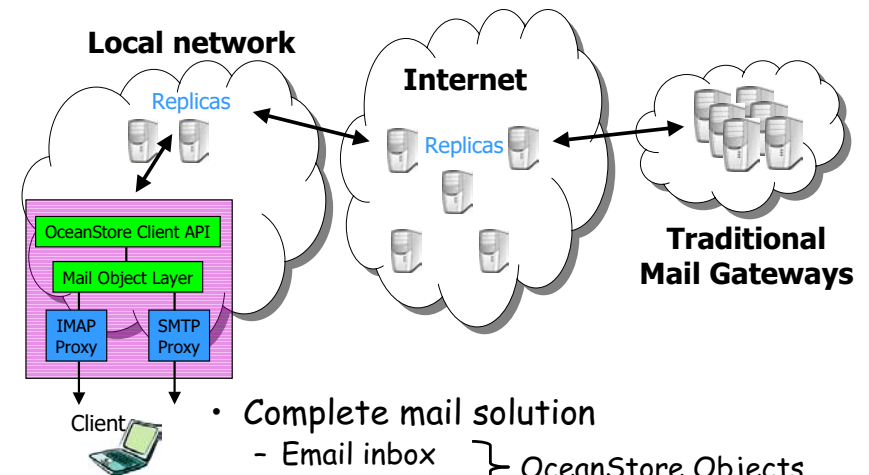 Local network
Internet
Replicas
Replicas
OceanStore Client API
Mail Object Layer
IMAP
Proxy
SMTP
Proxy
Traditional
Mail Gateways
Client
• Complete mail solution
– Email inbox
OceanStore Objects